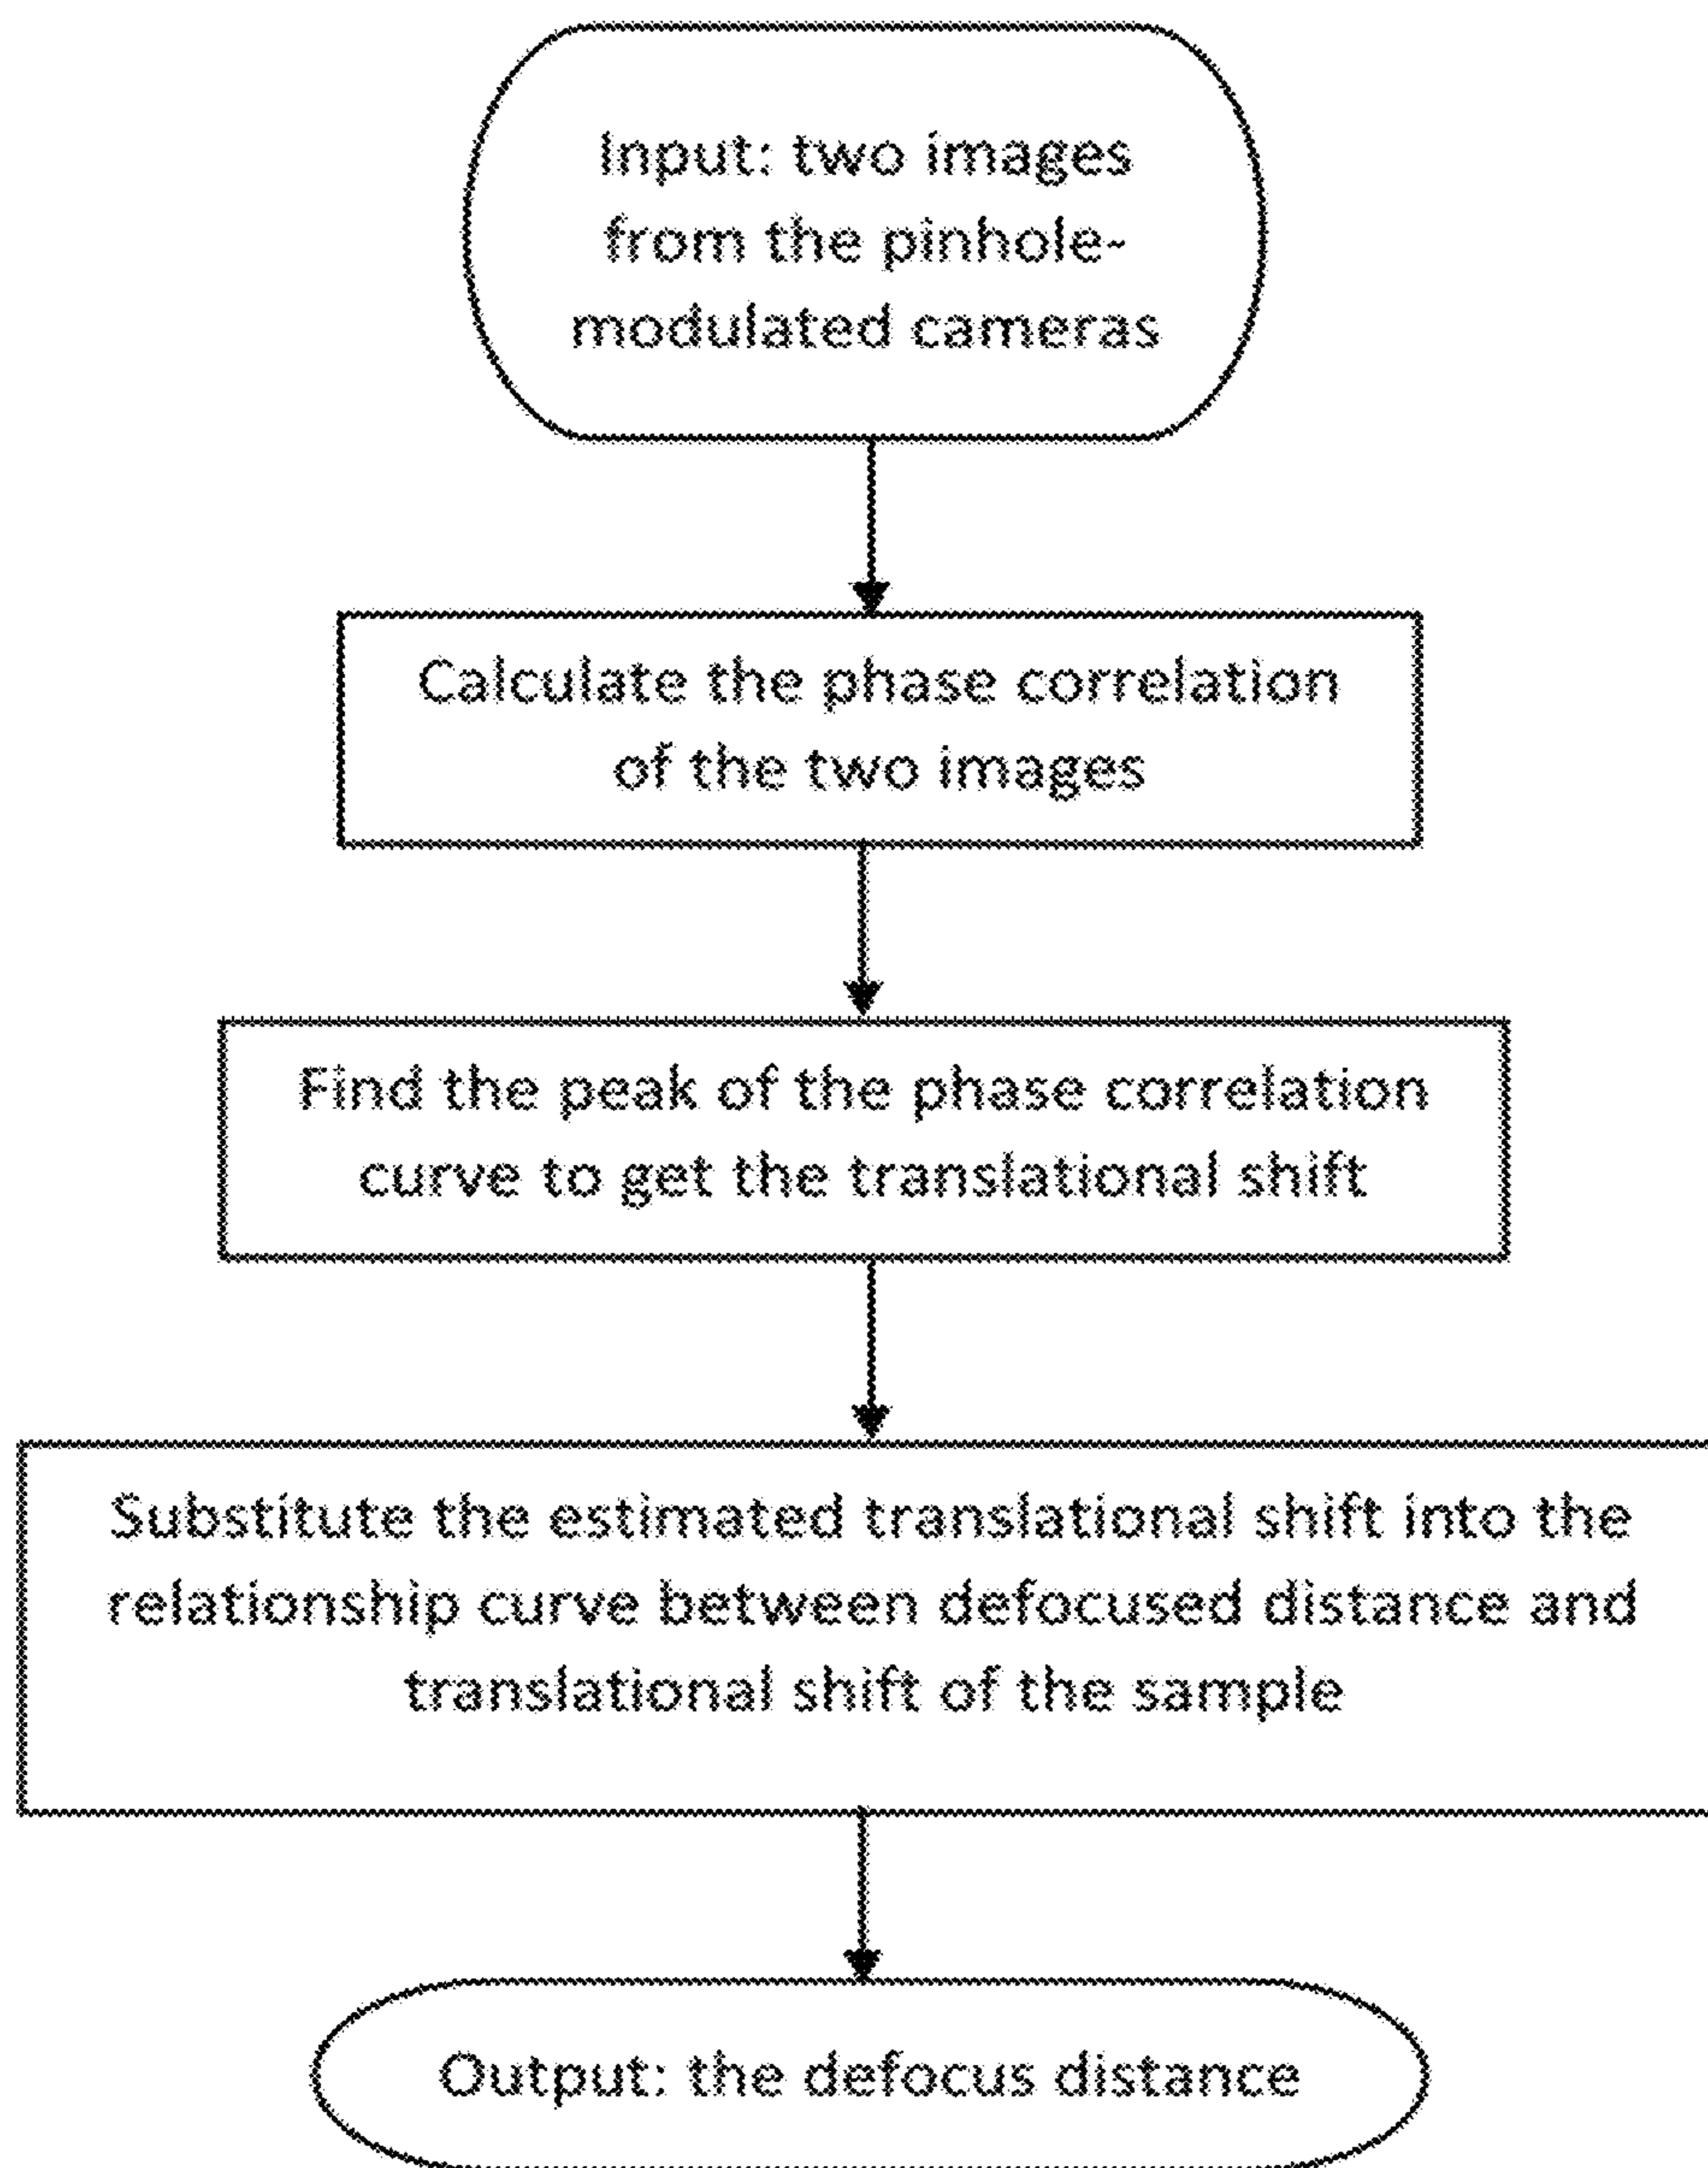 Input: two images
from the pinhole-
modulated cameras
Calculate the phase correlation
of the two images
Find the peak of the phase correlation
curve to get the translational shift
Substitute the estimated translational shift into the
relationship curve between defocused distance and
translational shift of the sample
Output: the defocus distance